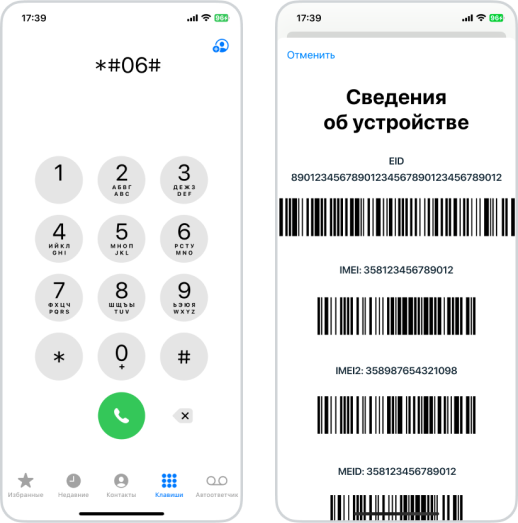 17:39
96+
*#06#
1
2
АБВГ
ABC
3
ДЕЖЗ
DEF
4
ИЙКЛ
GHI
5
МНОП
JKL
6
РСТУ
MNO
7
ФХЦЧ
PQRS
8
ШЩЪЫ
TUV
9
ЬЭЮЯ
WXYZ
*
0
+
#
Избранные
Недавние
Контакты
Клавиши
Автоответчик
17:39
96+
Отменить
Сведения
об устройстве
EID
89012345678901234567890123456789012
IMEI: 358123456789012
IMEI2: 358987654321098
MEID: 358123456789012